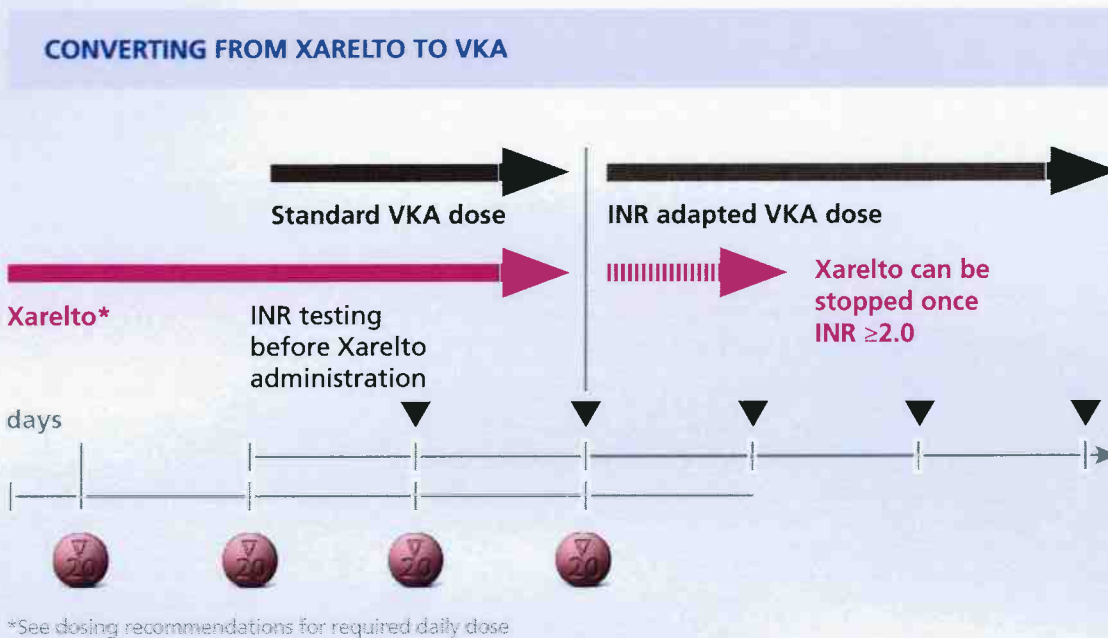 CONVERTING FROM XARELTO TO VKA
Standard VKA dose
INR adapted VKA dose
Xarelto*
INR testing
before Xarelto
administration
Xarelto can be
stopped once
INR ≥2.0
days
20
20
20
20
*See dosing recommendations for required daily dose